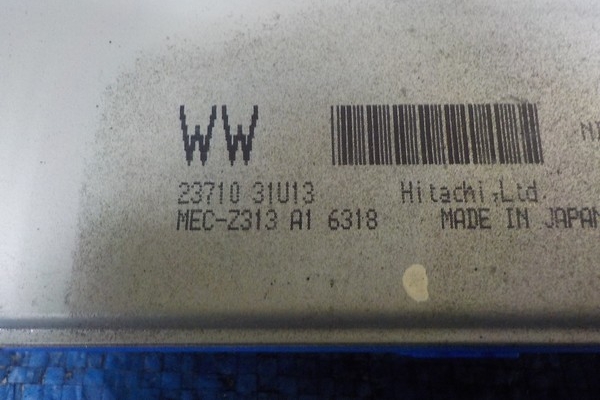 WW
23710 31U13 Hitachi,Ltd.
MEC-Z313 A1 6318 MADE IN JAPAN